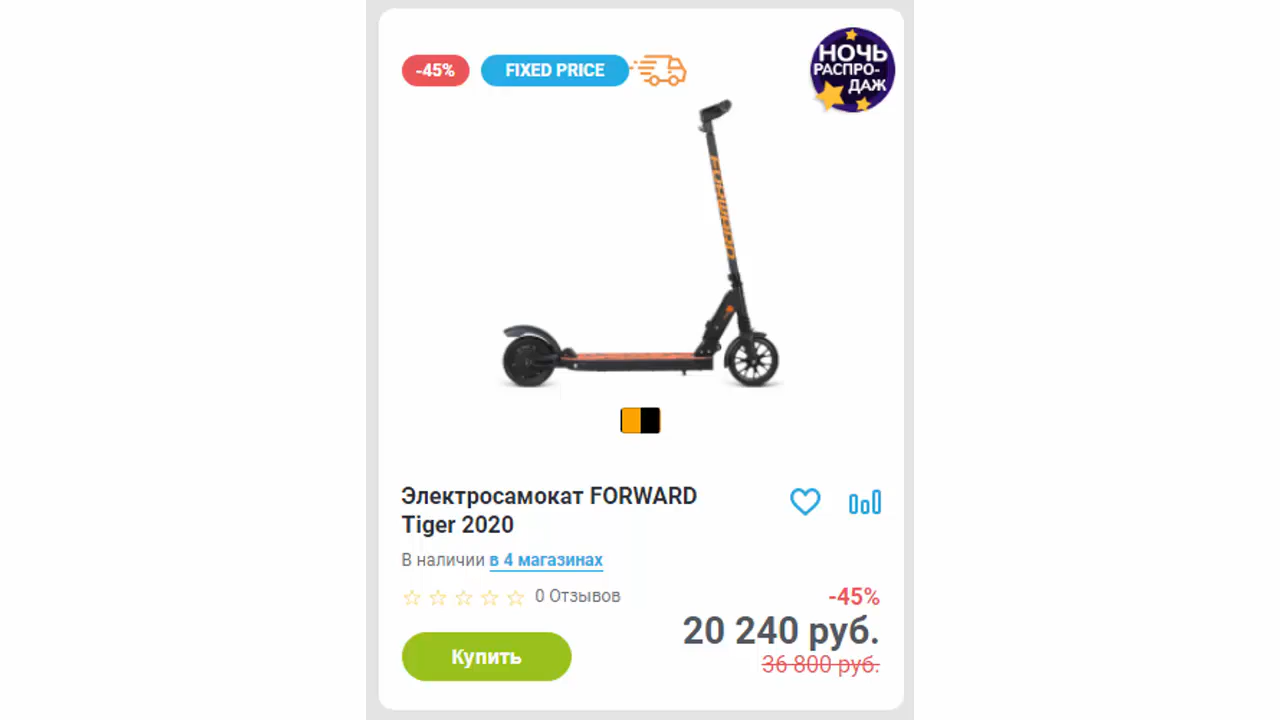 -45%
FIXED PRICE
НОЧЬ
РАСПРО-
ДАЖ
FORWARD
Электросамокат FORWARD
Tiger 2020
В наличии в 4 магазинах
0 Отзывов
-45%
20 240 руб.
36 800 руб.
Купить